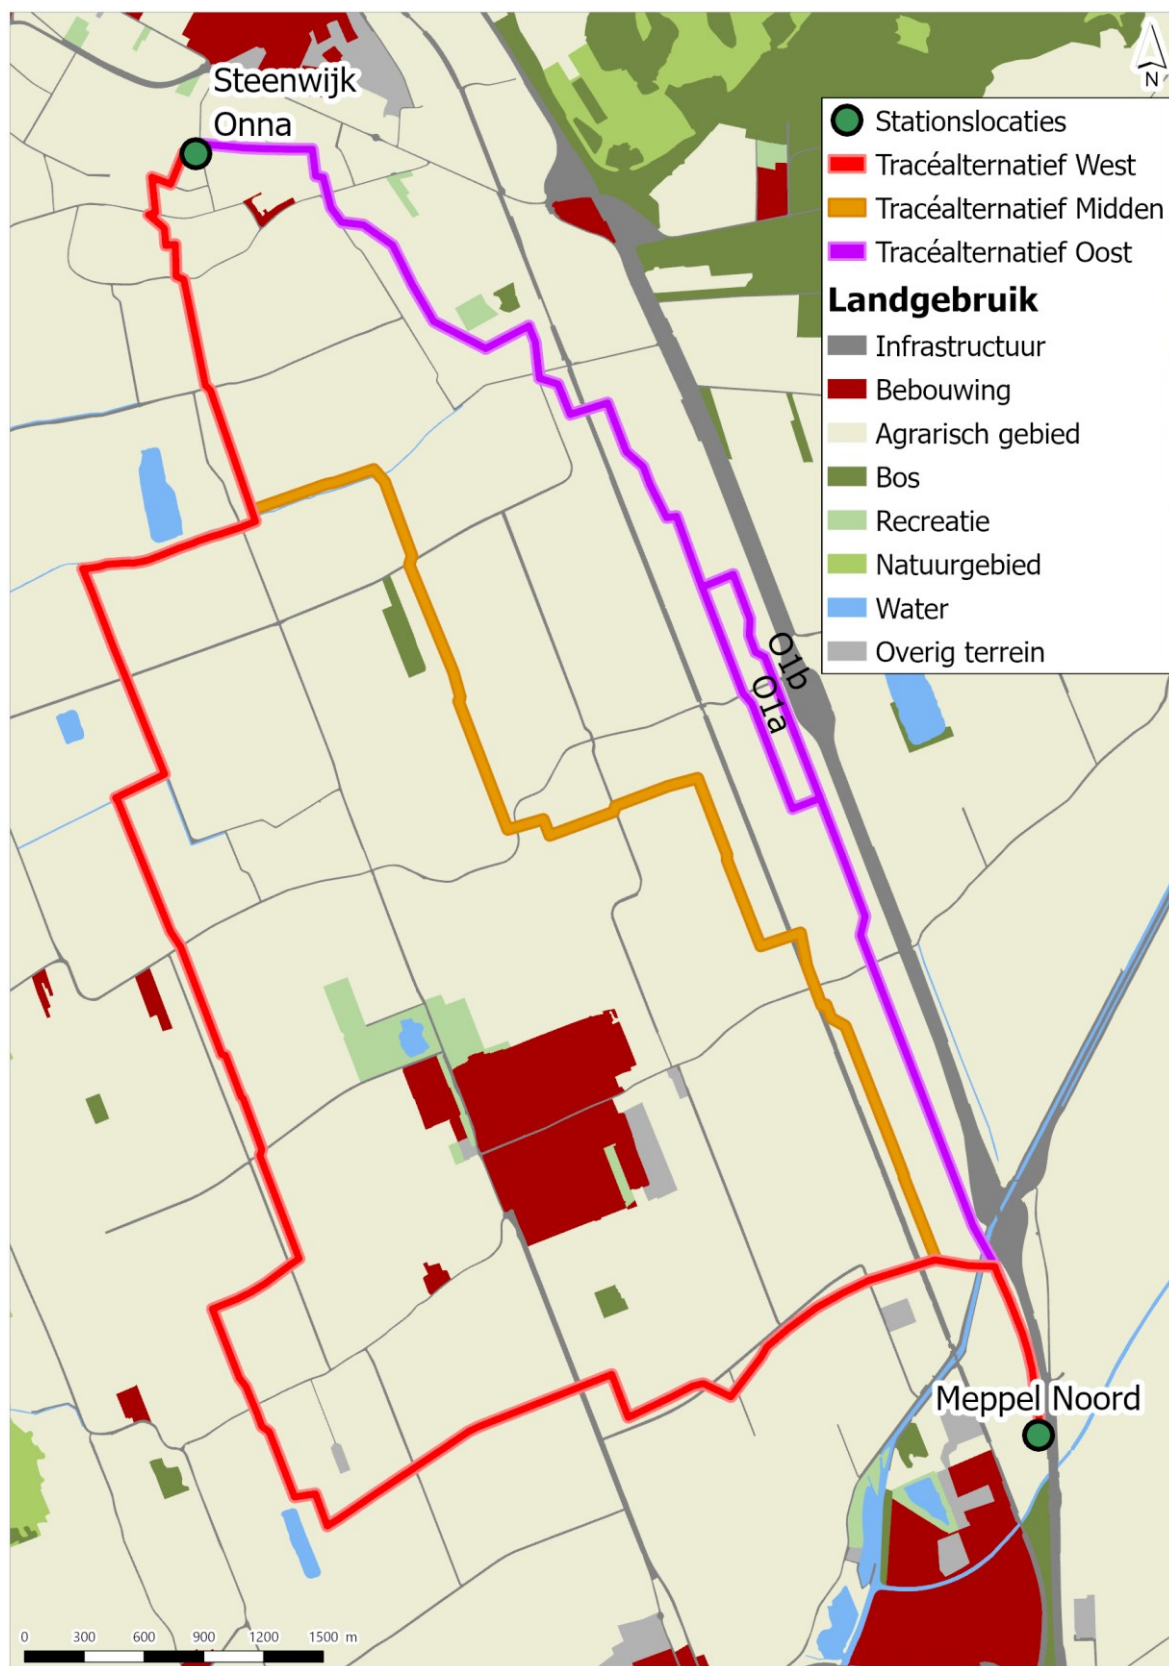 Steenwijk
Onna
N
Stationslocaties
Tracéalternatief West
Tracéalternatief Midden
Tracéalternatief Oost
Landgebruik
Infrastructuur
Bebouwing
Agrarisch gebied
Bos
Recreatie
Natuurgebied
Water
Overig terrein
O1b
O1a
Meppel Noord
0 300 600 900 1200 1500 m